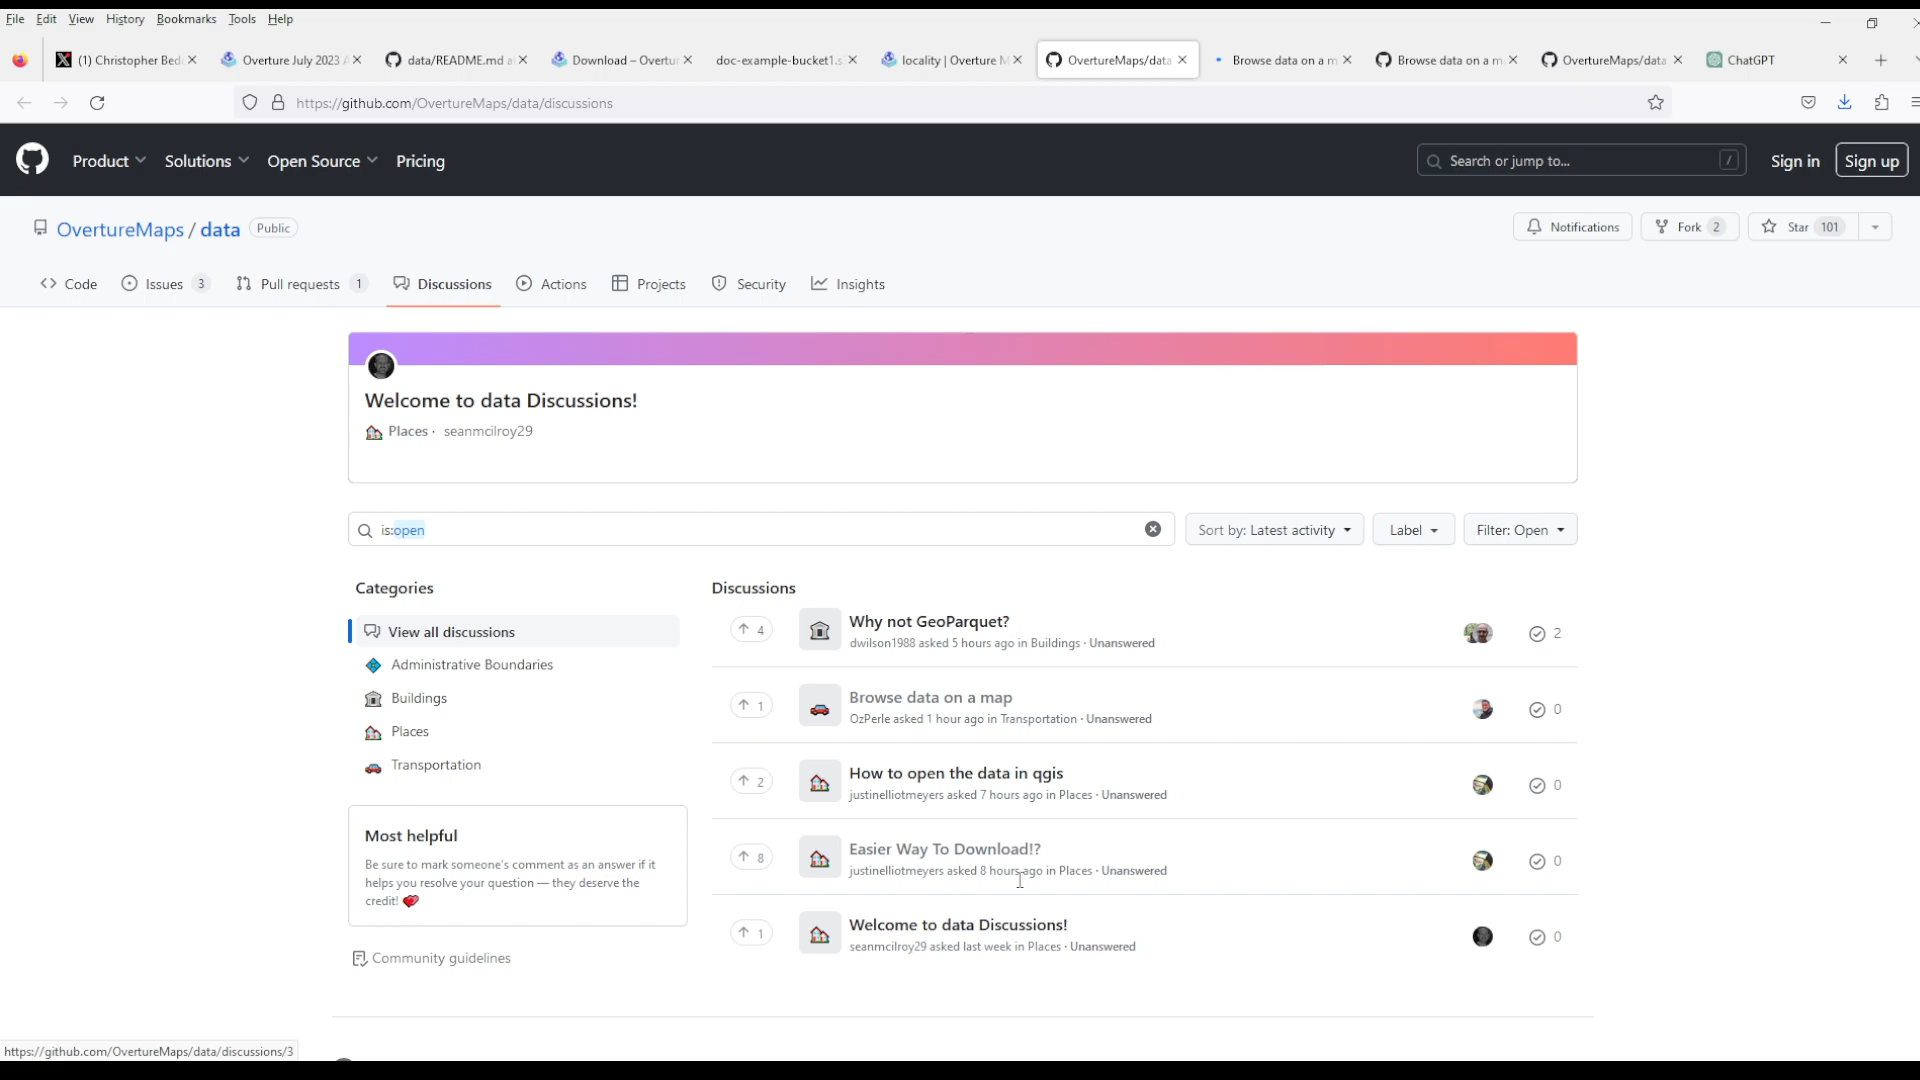 File Edit View History Bookmarks Tools Help
(1) Christopher Bed
Overture July 2023
data/README.md a
Download – Overtu
doc-example-bucket1.s
locality | Overture M
OvertureMaps/data
Browse data on a m
Browse data on a m
OvertureMaps/data
ChatGPT
https://github.com/OvertureMaps/data/discussions
Product Solutions Open Source Pricing
Search or jump to... /
Sign in Sign up
OvertureMaps / data Public
Notifications Fork 2 Star 101
Code Issues 3 Pull requests 1 Discussions Actions Projects Security Insights
Welcome to data Discussions!
Places · seanmcilroy29
is:open
Sort by: Latest activity Label Filter: Open
Categories
View all discussions
Administrative Boundaries
Buildings
Places
Transportation
Most helpful
Be sure to mark someone's comment as an answer if it
helps you resolve your question — they deserve the
credit!
Community guidelines
Discussions
4 Why not GeoParquet? 2
dwilson1988 asked 5 hours ago in Buildings · Unanswered
1 Browse data on a map 0
OzPerle asked 1 hour ago in Transportation · Unanswered
2 How to open the data in qgis 0
justinelliotmeyers asked 7 hours ago in Places · Unanswered
8 Easier Way To Download!? 0
justinelliotmeyers asked 8 hours ago in Places · Unanswered
1 Welcome to data Discussions! 0
seanmcilroy29 asked last week in Places · Unanswered
https://github.com/OvertureMaps/data/discussions/3